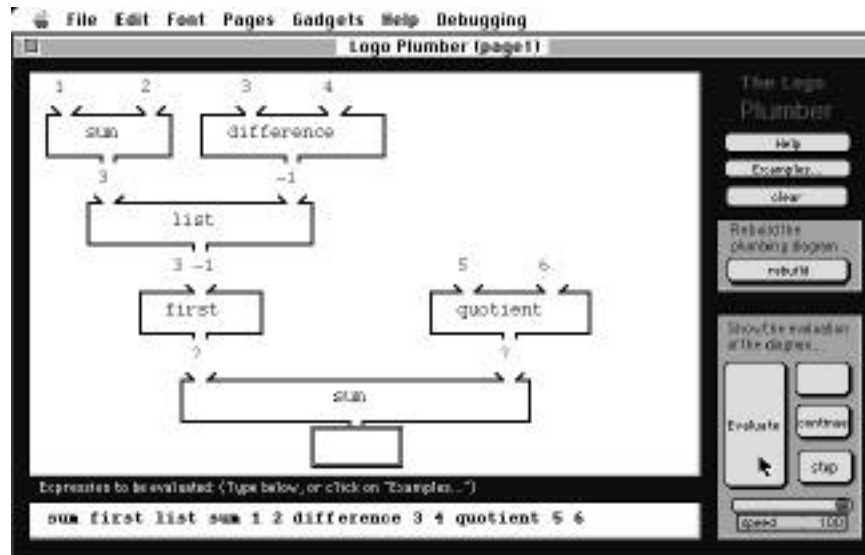 File Edit Font Pages Gadgets Help Debugging
Logo Plumber (page1)
1 2 3 4
sum difference
3 -1
list
3 -1 5 6
first quotient
? ?
sum
The Logo
Plumber
Help
Examples...
clear
Rebuild the
plumbing diagram...
rebuild
Show the evaluation
of the diagram...
Evaluate
continue
step
speed 100
Expression to be evaluated: (Type below, or click on "Examples...")
sum first list sum 1 2 difference 3 4 quotient 5 6